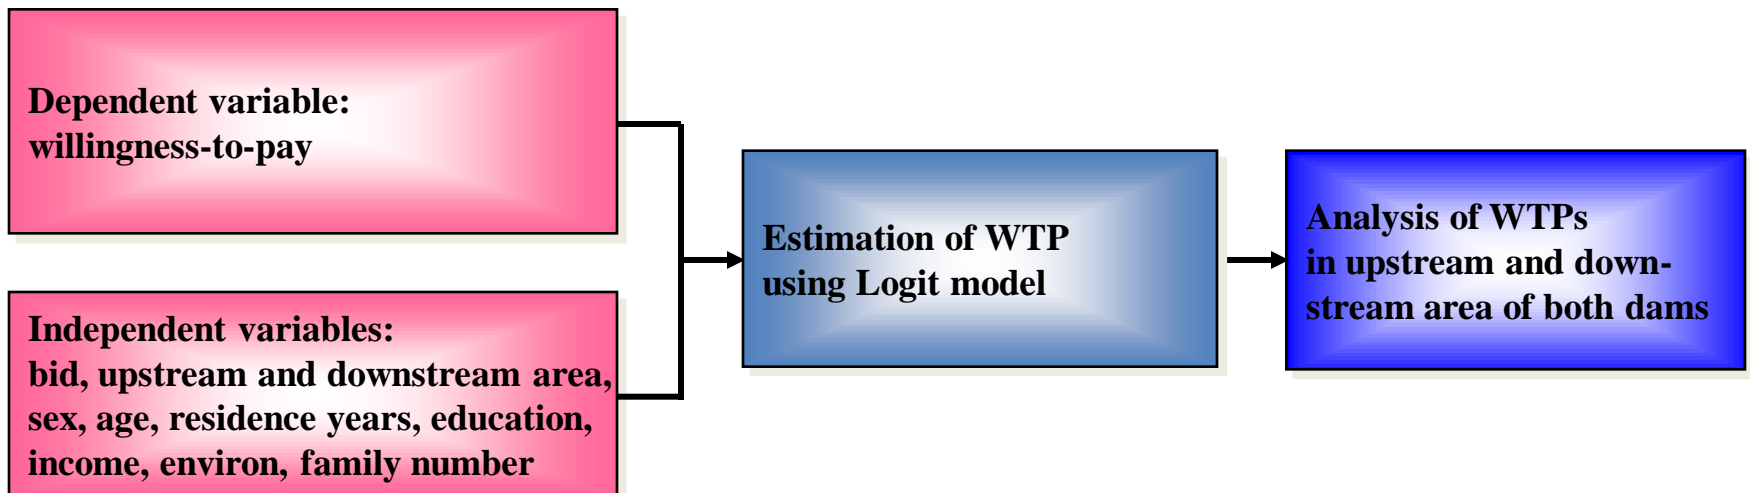 Dependent variable:
willingness-to-pay
Independent variables:
bid, upstream and downstream area,
sex, age, residence years, education,
income, environ, family number
Estimation of WTP
using Logit model
Analysis of WTPs
in upstream and down-
stream area of both dams